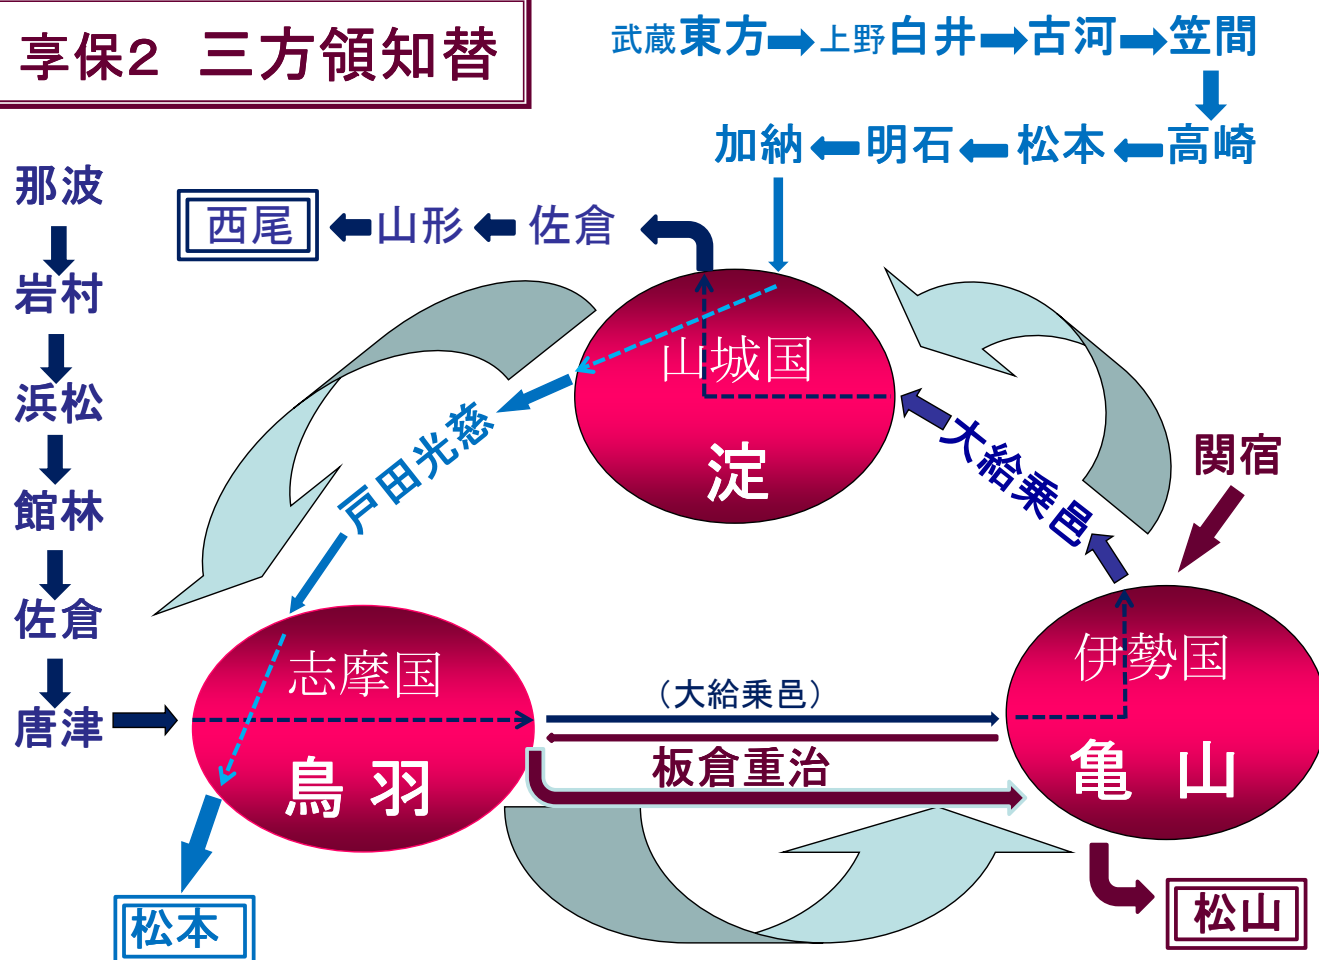 享保2 三方領知替
武蔵東方 上野白井 古河 笠間
加納 明石 松本 高崎
那波
岩村
浜松
館林
佐倉
唐津
西尾 山形 佐倉
山城国
淀
戸田光慈
大給乗邑
関宿
志摩国
鳥羽
(大給乗邑)
板倉重治
伊勢国
亀山
松本
松山